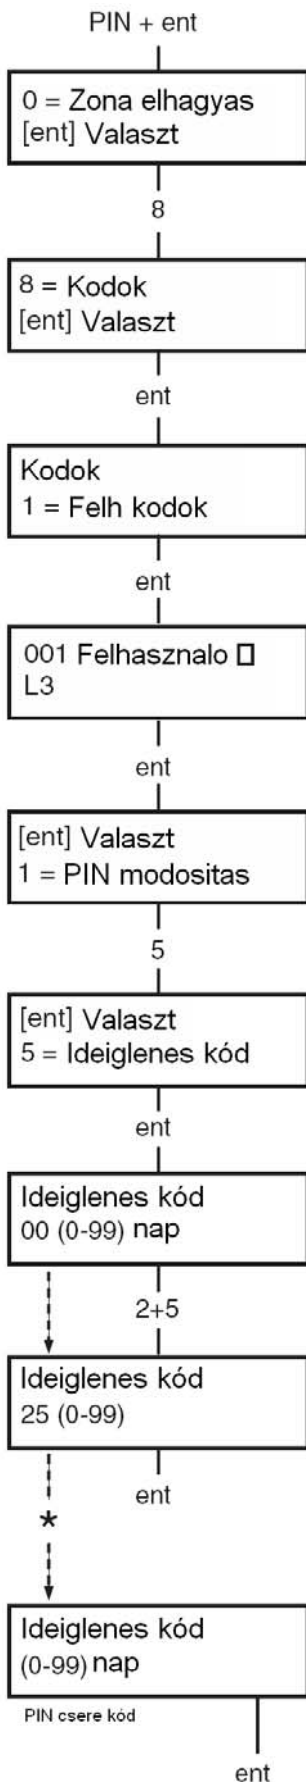 PIN + ent
0 = Zona elhagyas
[ent] Valaszt
8
8 = Kodok
[ent] Valaszt
ent
Kodok
1 = Felh kodok
ent
001 Felhasznalo ▯
L3
ent
[ent] Valaszt
1 = PIN modositas
5
[ent] Valaszt
5 = Ideiglenes kód
ent
Ideiglenes kód
00 (0-99) nap
2+5
Ideiglenes kód
25 (0-99)
ent
*
Ideiglenes kód
(0-99) nap
PIN csere kód
ent